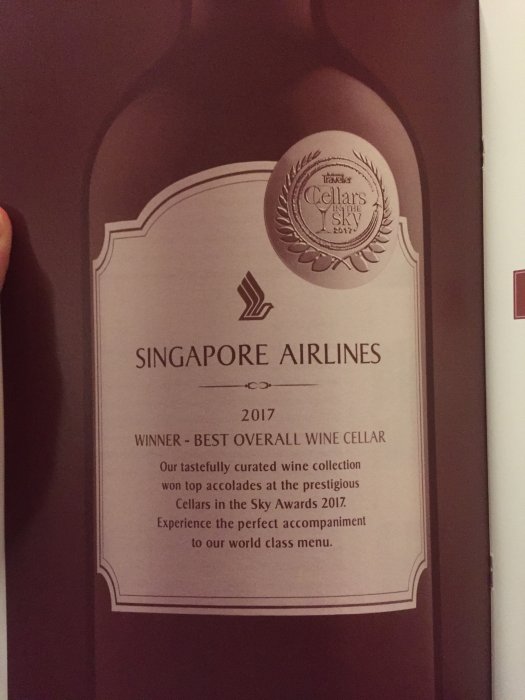 Traveller
Cellars
IN THE
Sky
2017
SINGAPORE AIRLINES
2017
WINNER - BEST OVERALL WINE CELLAR
Our tastefully curated wine collection
won top accolades at the prestigious
Cellars in the Sky Awards 2017.
Experience the perfect accompaniment
to our world class menu.